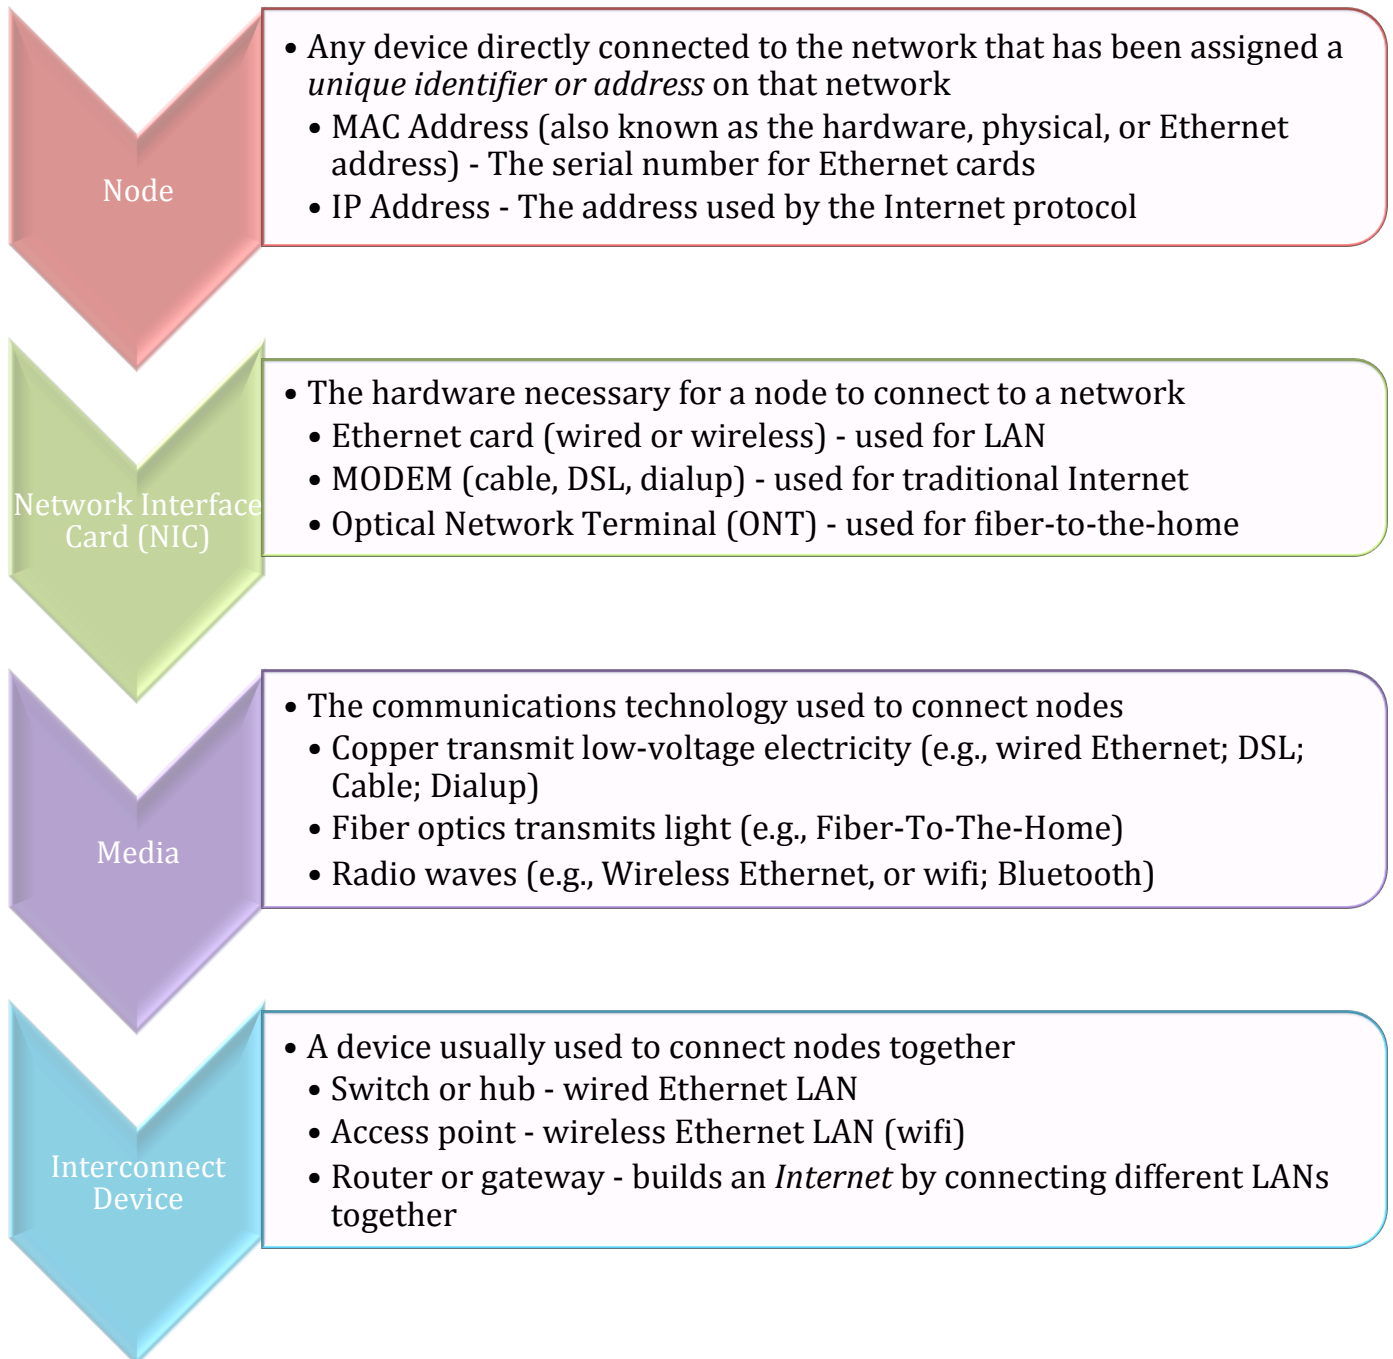 Node
• Any device directly connected to the network that has been assigned a
unique identifier or address on that network
• MAC Address (also known as the hardware, physical, or Ethernet
address) - The serial number for Ethernet cards
• IP Address - The address used by the Internet protocol
Network Interface
Card (NIC)
• The hardware necessary for a node to connect to a network
• Ethernet card (wired or wireless) - used for LAN
• MODEM (cable, DSL, dialup) - used for traditional Internet
• Optical Network Terminal (ONT) - used for fiber-to-the-home
Media
• The communications technology used to connect nodes
• Copper transmit low-voltage electricity (e.g., wired Ethernet; DSL;
Cable; Dialup)
• Fiber optics transmits light (e.g., Fiber-To-The-Home)
• Radio waves (e.g., Wireless Ethernet, or wifi; Bluetooth)
Interconnect
Device
• A device usually used to connect nodes together
• Switch or hub - wired Ethernet LAN
• Access point - wireless Ethernet LAN (wifi)
• Router or gateway - builds an Internet by connecting different LANs
together